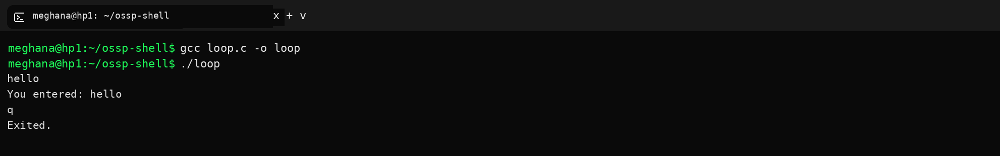 meghana@hp1: ~/ossp-shell x + v
meghana@hp1:~/ossp-shell$ gcc loop.c -o loop
meghana@hp1:~/ossp-shell$ ./loop
hello
You entered: hello
q
Exited.